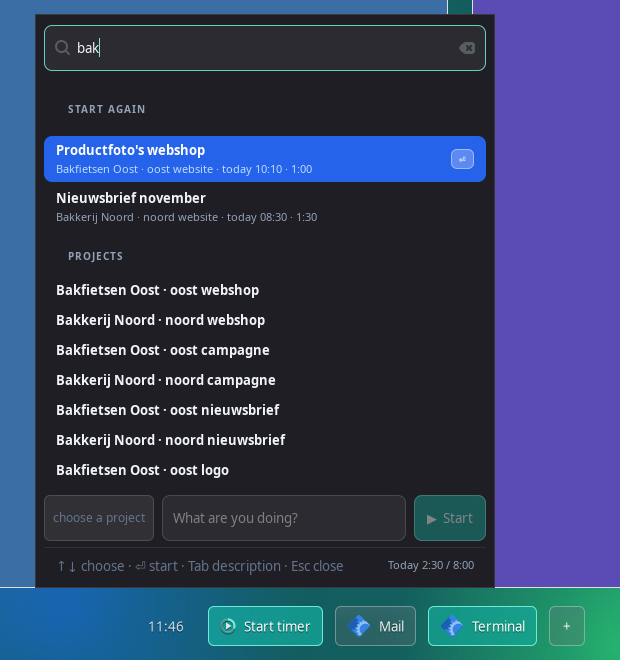 bak
START AGAIN
Productfoto's webshop
Bakfietsen Oost · oost website · today 10:10 · 1:00
Nieuwsbrief november
Bakkerij Noord · noord website · today 08:30 · 1:30
PROJECTS
Bakfietsen Oost · oost webshop
Bakkerij Noord · noord webshop
Bakfietsen Oost · oost campagne
Bakkerij Noord · noord campagne
Bakfietsen Oost · oost nieuwsbrief
Bakkerij Noord · noord nieuwsbrief
Bakfietsen Oost · oost logo
choose a project What are you doing? ▶ Start
↑↓ choose · ⏎ start · Tab description · Esc close Today 2:30 / 8:00
11:46 Start timer Mail Terminal +